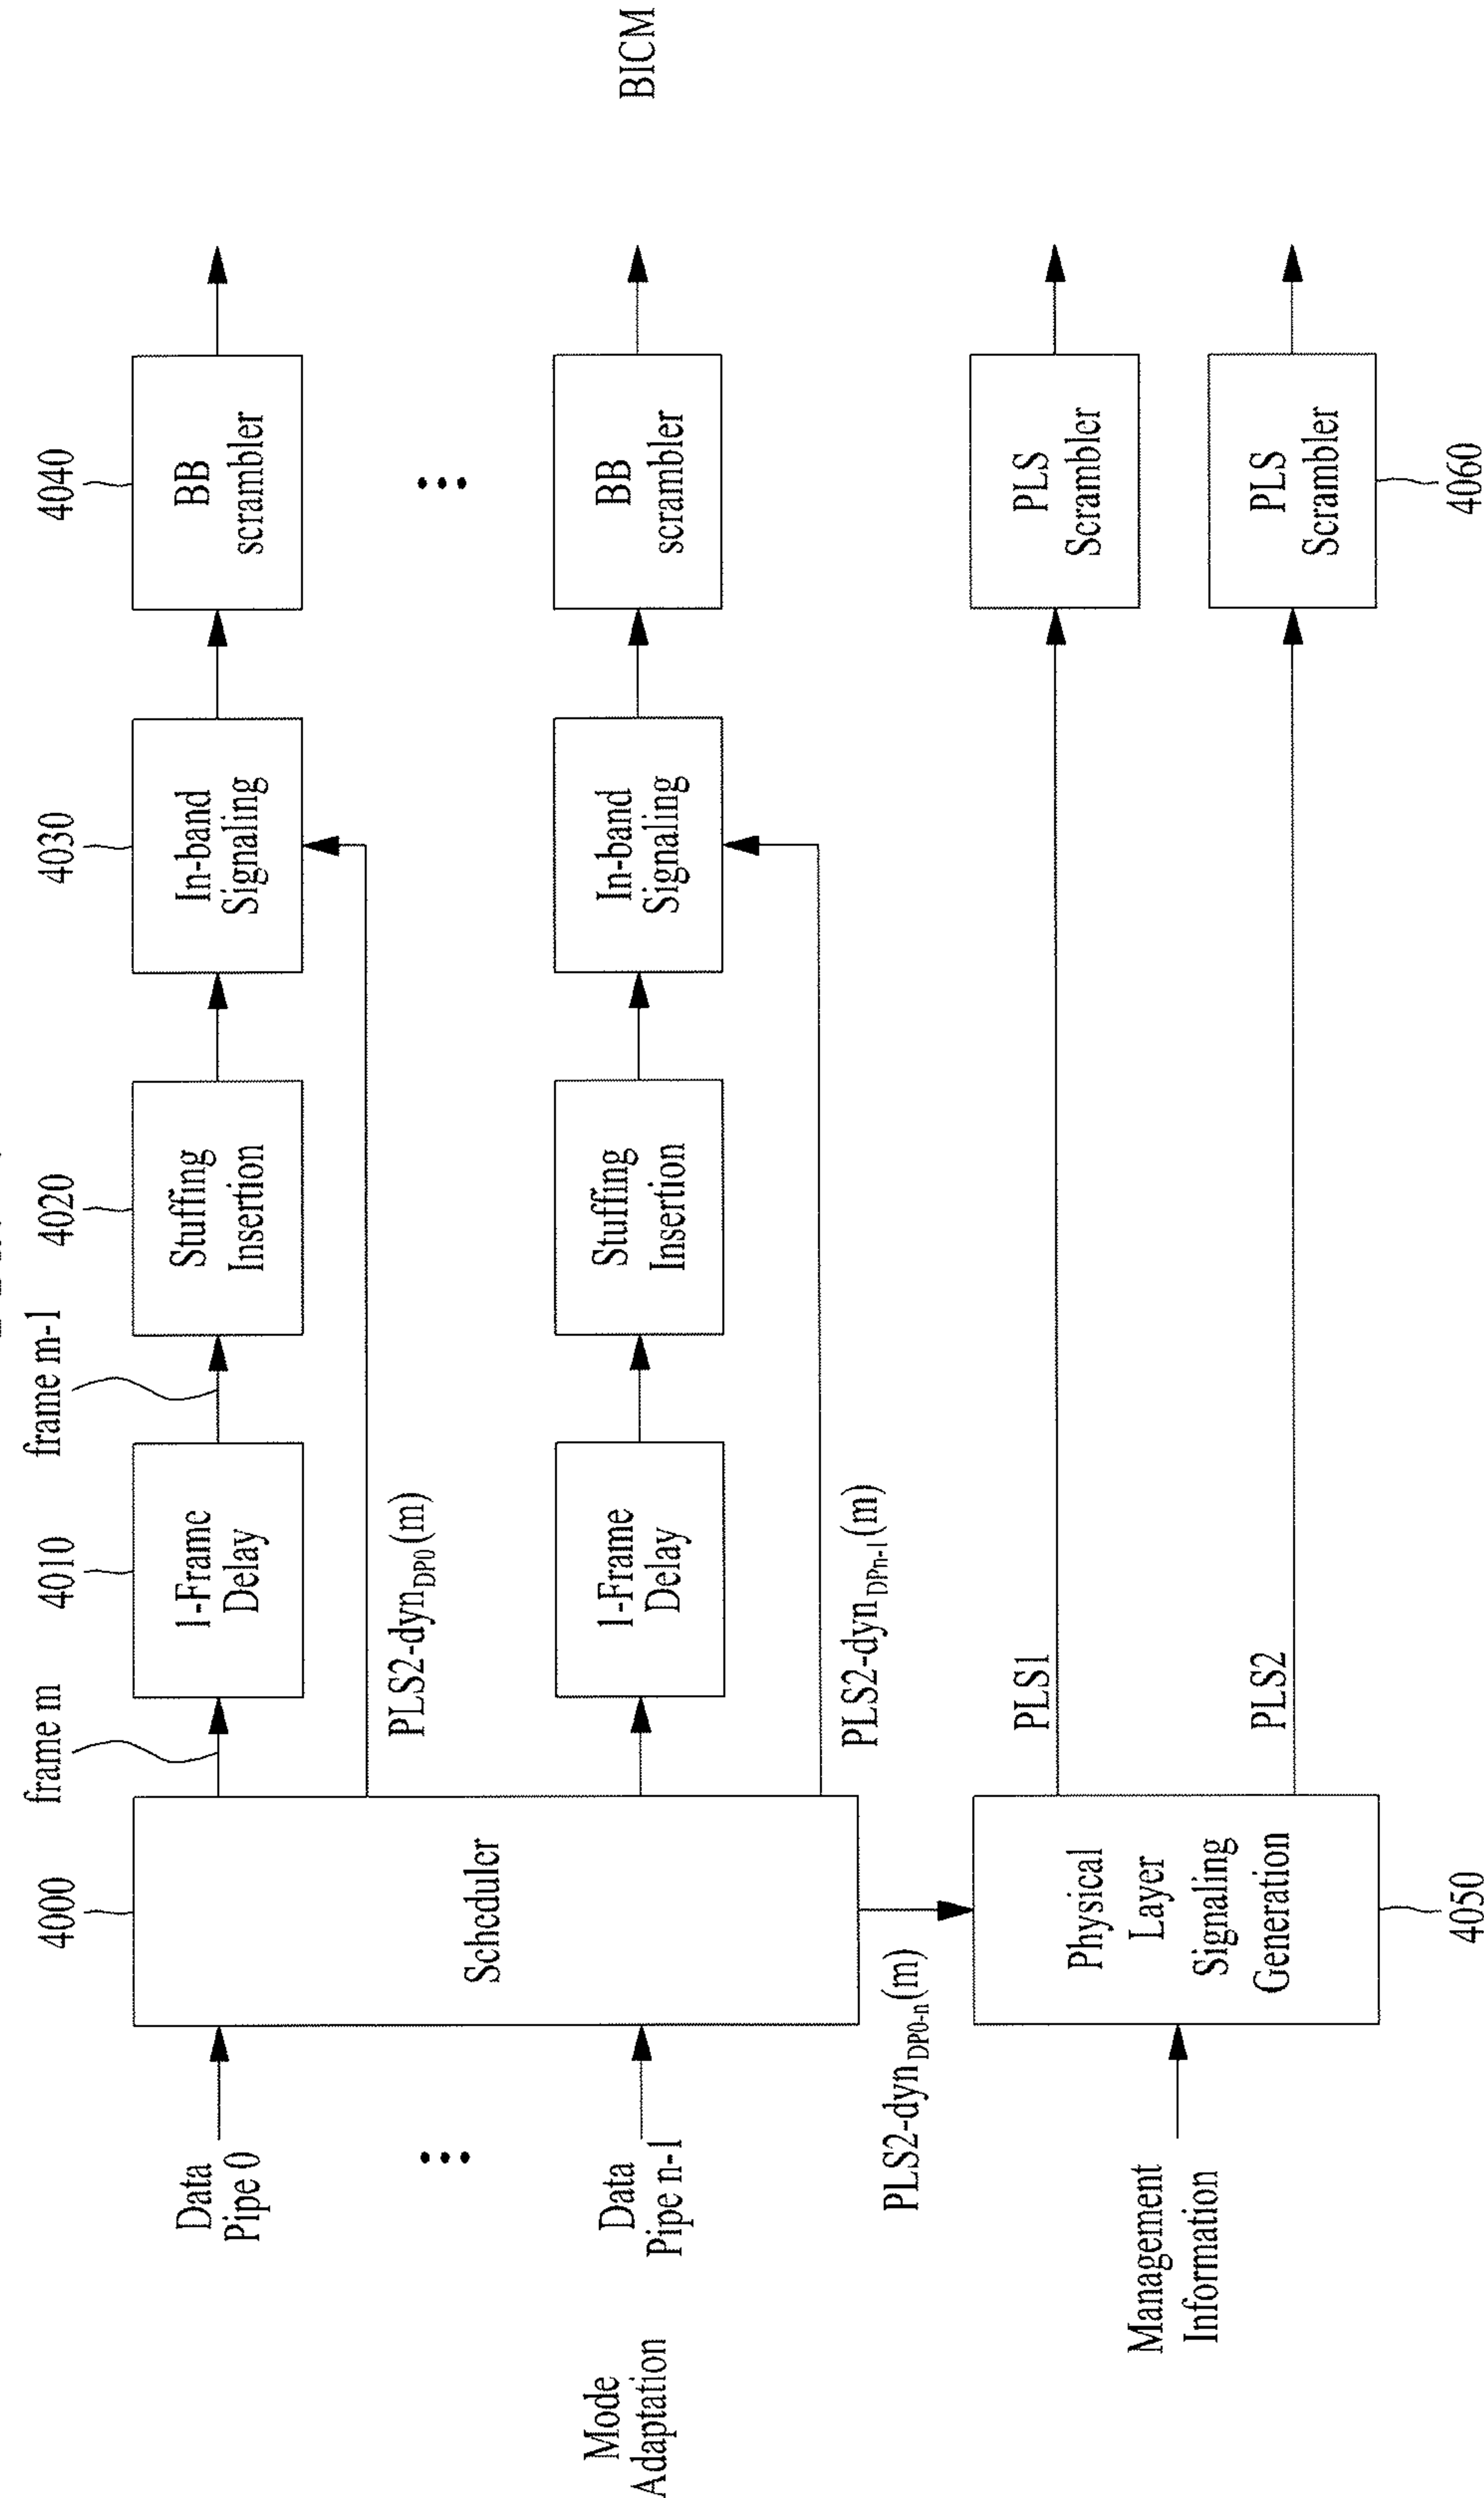 4000
frame m
4010
frame m-1
4020
4030
4040
Data
Pipe 0
Scheduler
1-Frame
Delay
Stuffing
Insertion
In-band
Signaling
BB
scrambler
PLS2-dynDP0(m)
Mode
Adaptation
Data
Pipe n-1
1-Frame
Delay
Stuffing
Insertion
In-band
Signaling
BB
scrambler
BICM
PLS2-dynDPn-1(m)
PLS2-dynDP0-n(m)
Management
Information
Physical
Layer
Signaling
Generation
PLS1
PLS
Scrambler
PLS2
PLS
Scrambler
4050
4060